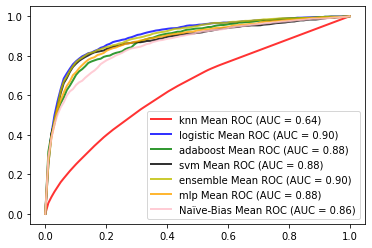 1.0
0.8
0.6
0.4
0.2
0.0
knn Mean ROC (AUC = 0.64)
logistic Mean ROC (AUC = 0.90)
adaboost Mean ROC (AUC = 0.88)
svm Mean ROC (AUC = 0.88)
ensemble Mean ROC (AUC = 0.90)
mlp Mean ROC (AUC = 0.88)
Naïve-Bias Mean ROC (AUC = 0.86)
0.0 0.2 0.4 0.6 0.8 1.0